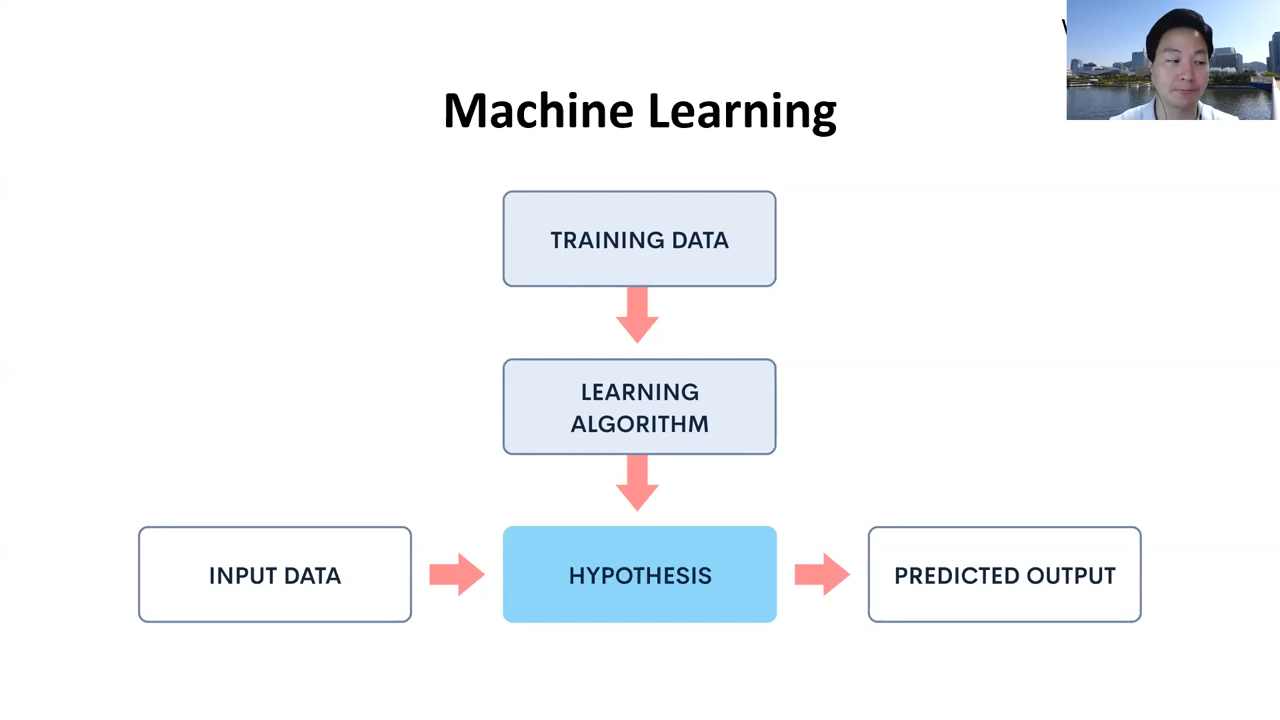 Machine Learning
TRAINING DATA
LEARNING
ALGORITHM
INPUT DATA
HYPOTHESIS
PREDICTED OUTPUT